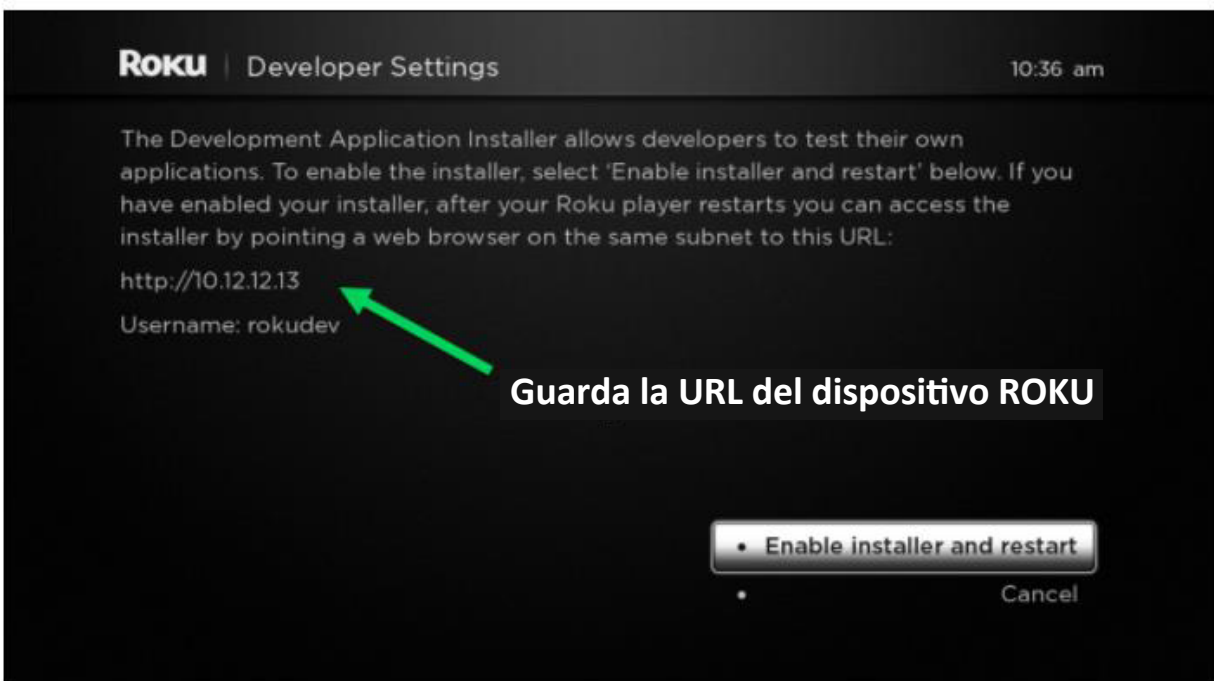 Roku | Developer Settings 10:36 am
The Development Application Installer allows developers to test their own
applications. To enable the installer, select 'Enable installer and restart' below. If you
have enabled your installer, after your Roku player restarts you can access the
installer by pointing a web browser on the same subnet to this URL:
http://10.12.12.13
Username: rokudev
Guarda la URL del dispositivo ROKU
• Enable installer and restart
• Cancel